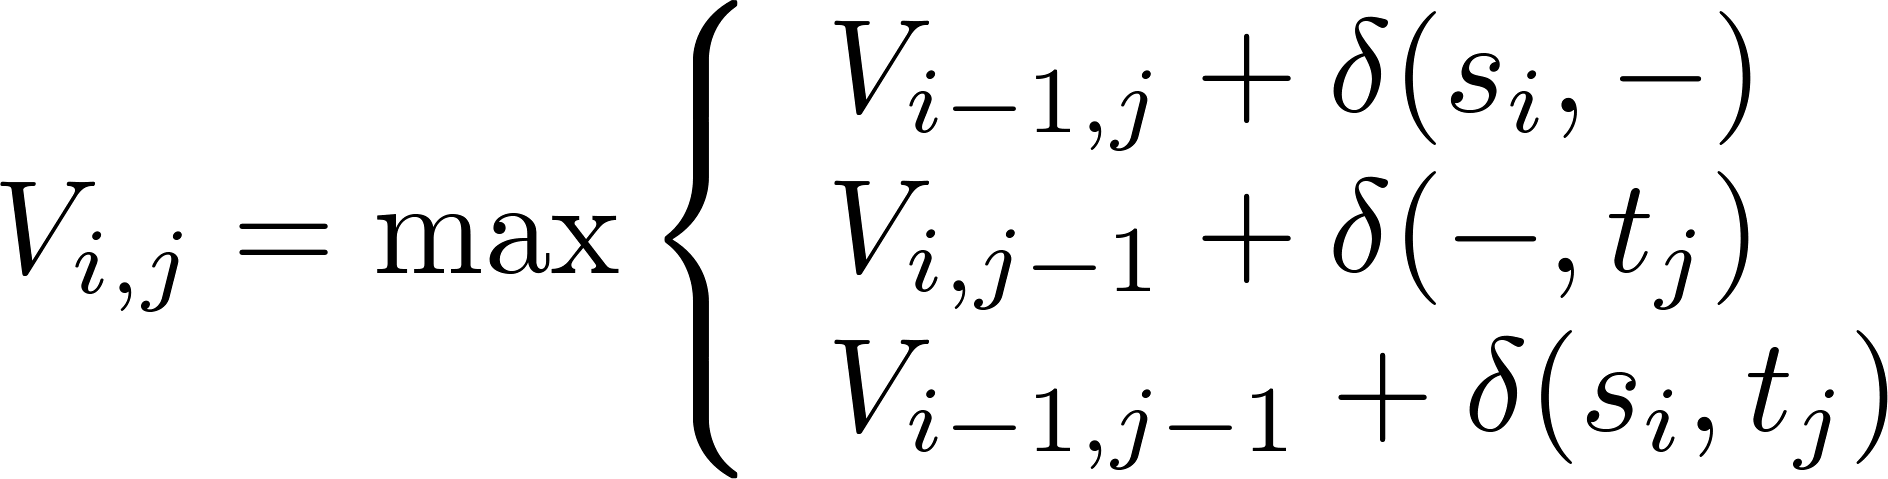 V_{i,j} = max {
V_{i-1,j} + δ(s_i, −)
V_{i,j-1} + δ(−, t_j)
V_{i-1,j-1} + δ(s_i, t_j)